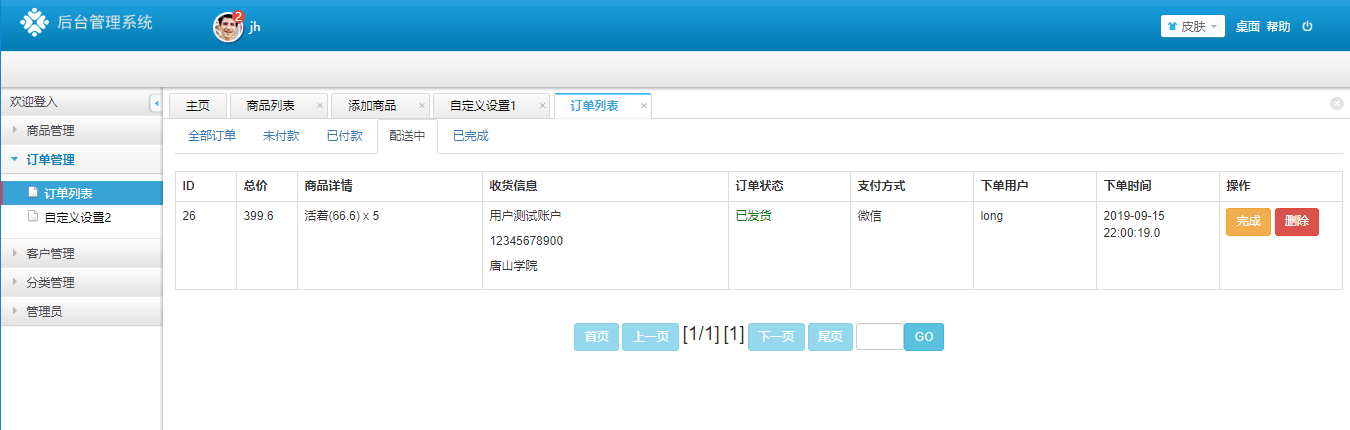 后台管理系统
2
jh
皮肤
桌面 帮助
欢迎登入
商品管理
订单管理
订单列表
自定义设置2
客户管理
分类管理
管理员
主页 商品列表 × 添加商品 × 自定义设置1 × 订单列表 ×
全部订单 未付款 已付款 配送中 已完成
ID 总价 商品详情 收货信息 订单状态 支付方式 下单用户 下单时间 操作
26 399.6 活着(66.6) x 5 用户测试账户 已发货 微信 long 2019-09-15 完成 删除
22:00:19.0
12345678900
唐山学院
首页 上一页 [1/1] [1] 下一页 尾页 GO